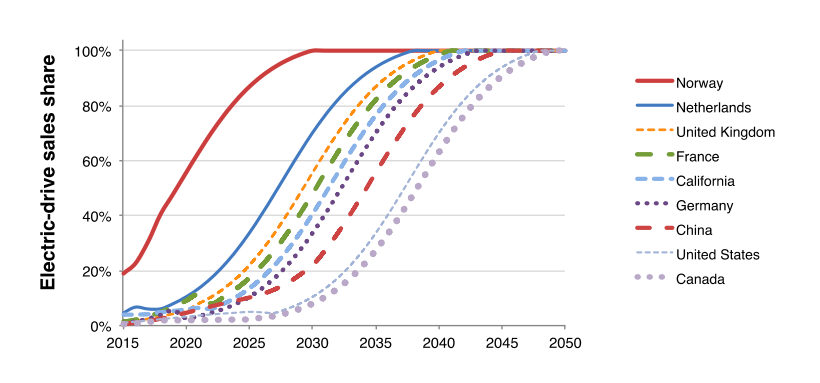 Electric-drive sales share
100%
80%
60%
40%
20%
0%
2015 2020 2025 2030 2035 2040 2045 2050
Norway
Netherlands
United Kingdom
France
California
Germany
China
United States
Canada